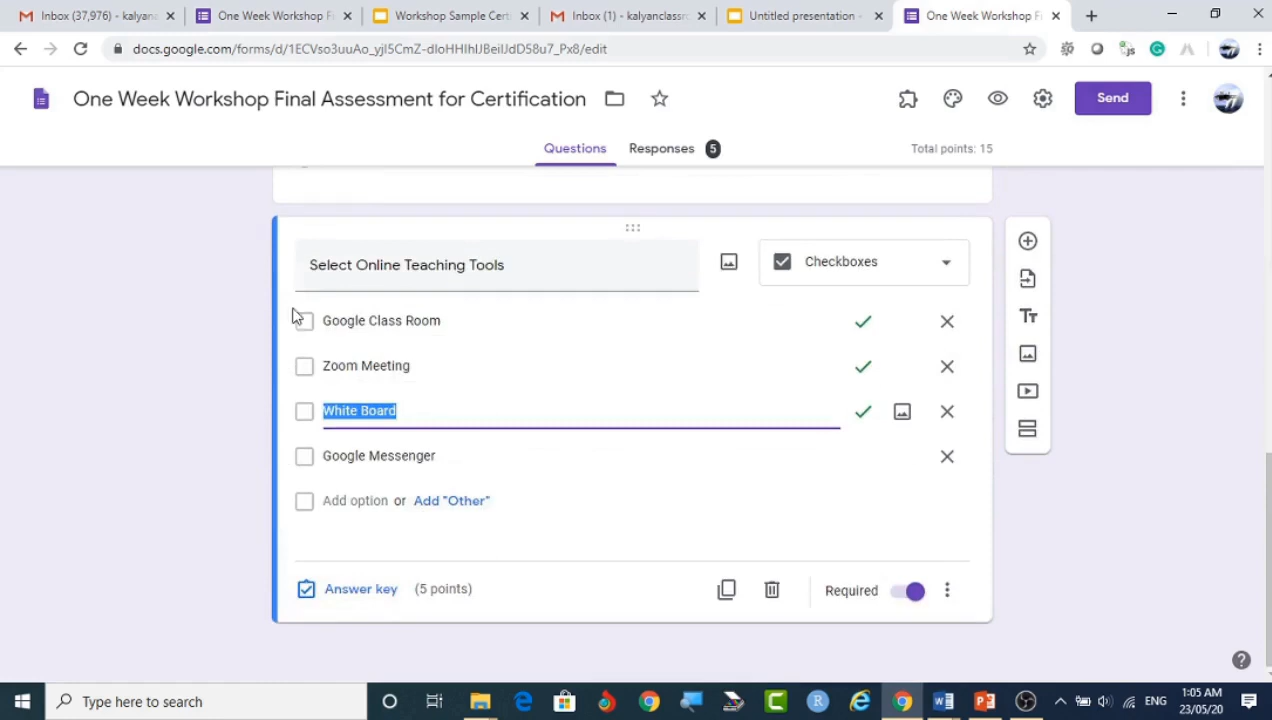 Inbox (37,976) - kalyan
One Week Workshop F
Workshop Sample Cert
Inbox (1) - kalyanclassr
Untitled presentation -
One Week Workshop F
docs.google.com/forms/d/1ECVso3uuAo_yjI5CmZ-dIoHHIhIJBeiUdD58u7_Px8/edit
One Week Workshop Final Assessment for Certification
Send
Questions
Responses 5
Total points: 15
Select Online Teaching Tools
Checkboxes
Google Class Room
Zoom Meeting
White Board
Google Messenger
Add option or Add "Other"
Answer key (5 points)
Required
Type here to search
ENG
1:05 AM
23/05/20